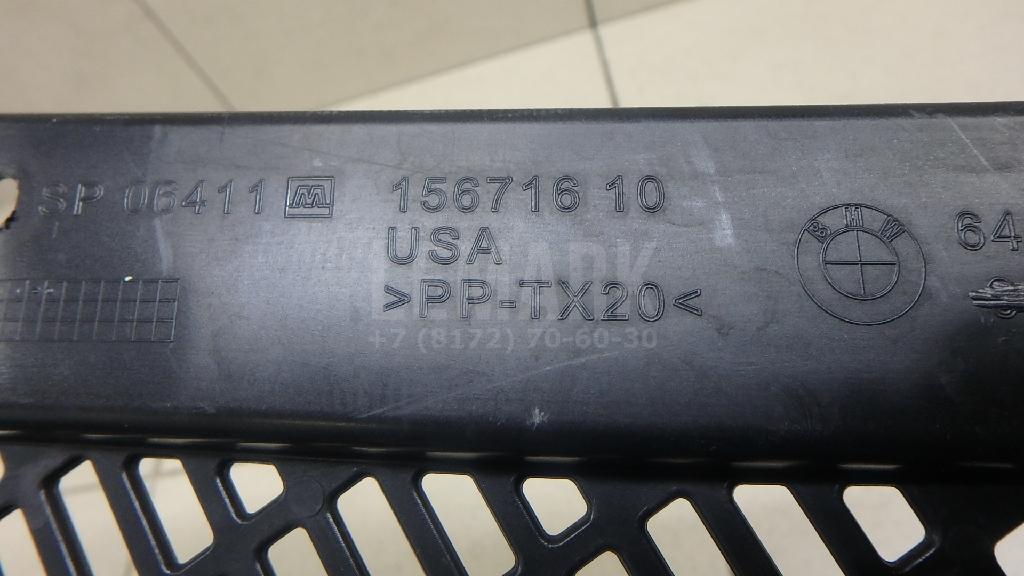 SP 06411 M 156716 10
USA
>PP-TX20<
BMW
64
+7 (8172) 70-60-30